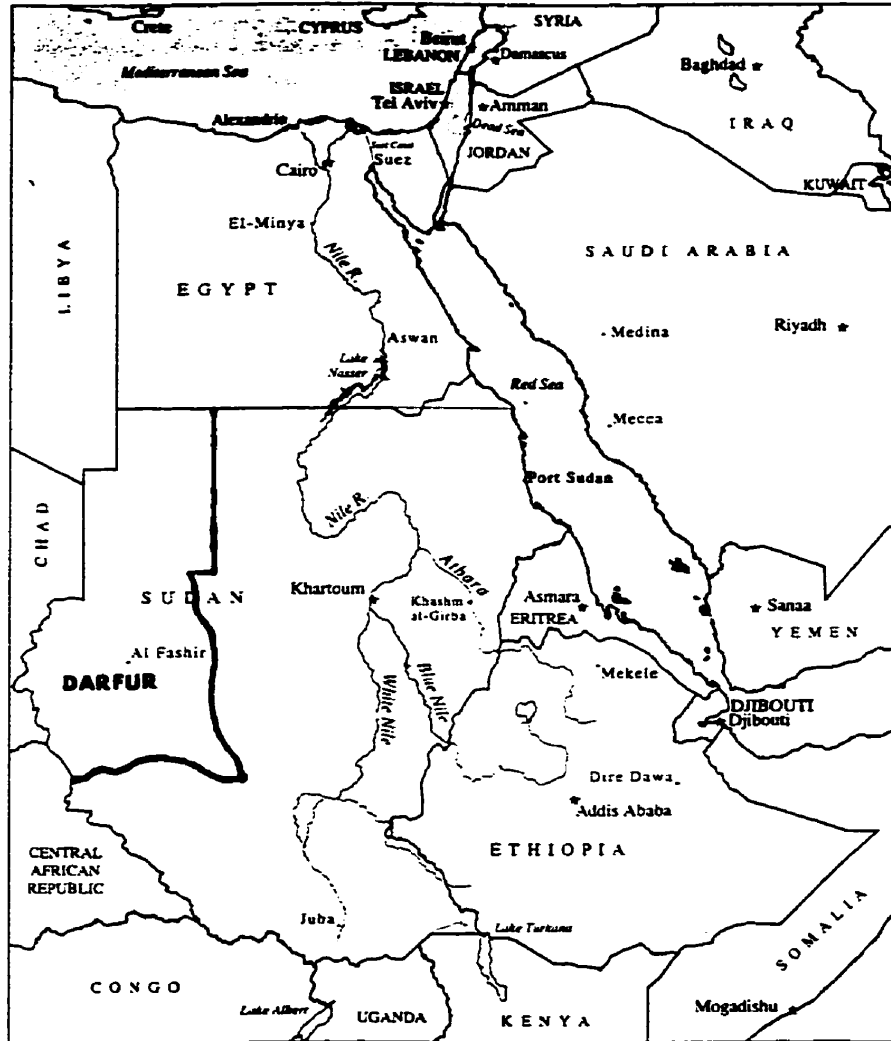 Crete
CYPRUS
SYRIA
Mediterranean Sea
Beirut
LEBANON
Damascus
Baghdad
ISRAEL
Tel Aviv
Amman
IRAQ
Alexandria
Dead Sea
Suez Canal
Suez
JORDAN
Cairo
KUWAIT
El-Minya
LIBYA
Nile R.
SAUDI ARABIA
EGYPT
Aswan
Medina
Riyadh
Lake
Nasser
Red Sea
Mecca
Port Sudan
Nile R.
CHAD
Atbara
SUDAN
Khartoum
Khashm
al-Girba
Asmara
ERITREA
Sanaa
YEMEN
Al Fashir
DARFUR
White Nile
Blue Nile
Mekele
DJIBOUTI
Djibouti
Dire Dawa
Addis Ababa
CENTRAL
AFRICAN
REPUBLIC
ETHIOPIA
Juba
Lake Turkana
SOMALIA
CONGO
Lake Albert
UGANDA
KENYA
Mogadishu